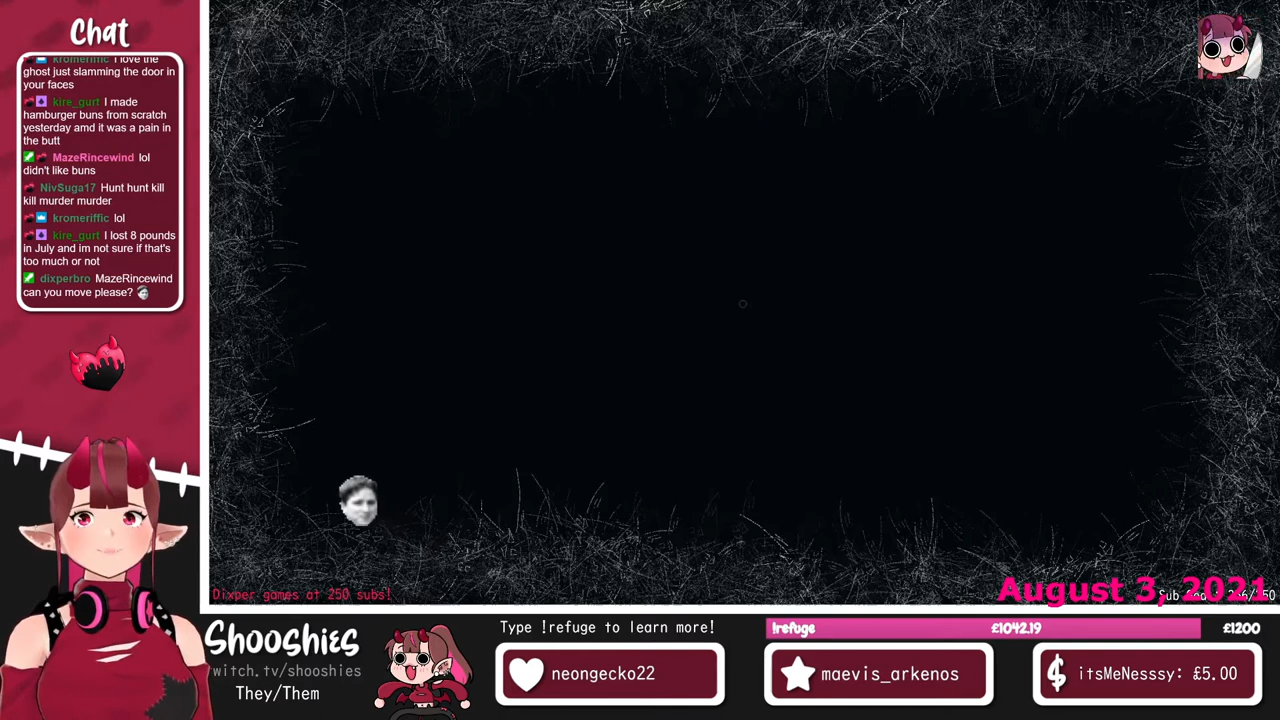 Chat
kromeriffic I love the
ghost just slamming the door in
your faces
kire_gurt I made
hamburger buns from scratch
yesterday amd it was a pain in
the butt
MazeRincewind lol
didn't like buns
NivSuga17 Hunt hunt kill
kill murder murder
kromeriffic lol
kire_gurt I lost 8 pounds
in July and im not sure if that's
too much or not
dixperbro MazeRincewind
can you move please?
Dixper games at 250 subs!
August 3, 2021
Shooshies
witch.tv/shooshies
They/Them
Type !refuge to learn more!
neongecko22
!refuge £1042.19 £1200
maevis_arkenos
itsMeNesssy: £5.00